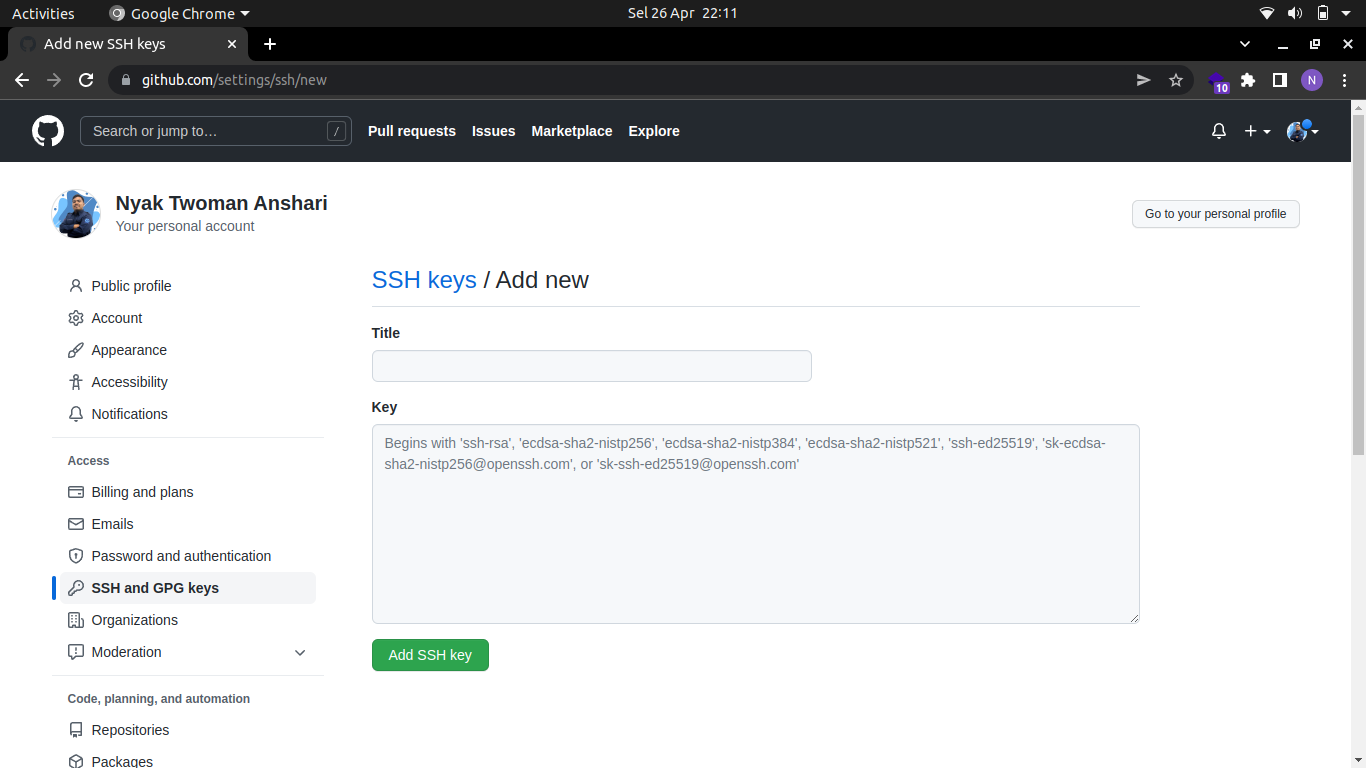 Activities
Google Chrome
Sel 26 Apr 22:11
Add new SSH keys
github.com/settings/ssh/new
10
N
Search or jump to…
/
Pull requests
Issues
Marketplace
Explore
Nyak Twoman Anshari
Your personal account
Go to your personal profile
Public profile
Account
Appearance
Accessibility
Notifications
Access
Billing and plans
Emails
Password and authentication
SSH and GPG keys
Organizations
Moderation
Code, planning, and automation
Repositories
Packages
SSH keys / Add new
Title
Key
Begins with 'ssh-rsa', 'ecdsa-sha2-nistp256', 'ecdsa-sha2-nistp384', 'ecdsa-sha2-nistp521', 'ssh-ed25519', 'sk-ecdsa-
sha2-nistp256@openssh.com', or 'sk-ssh-ed25519@openssh.com'
Add SSH key